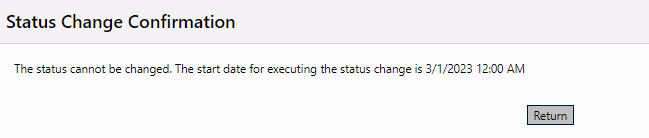 Status Change Confirmation
The status cannot be changed. The start date for executing the status change is 3/1/2023 12:00 AM
Return